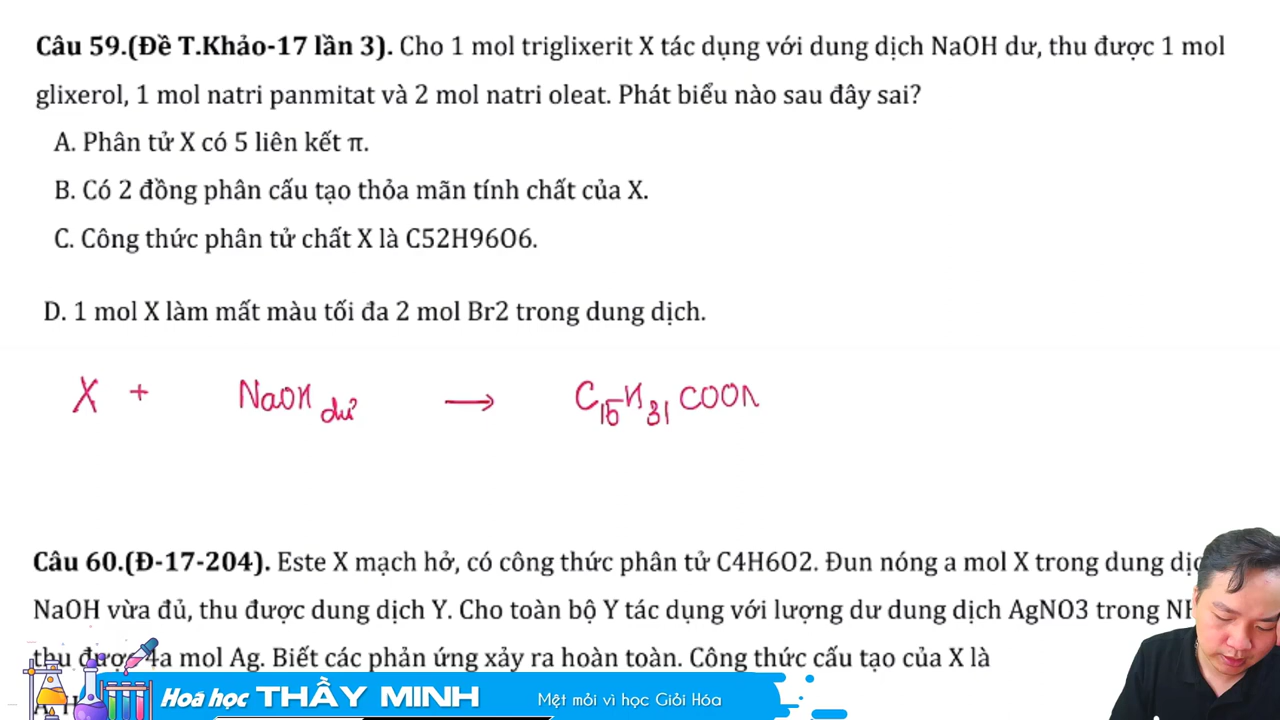 Câu 59.(Đề T.Khảo-17 lần 3). Cho 1 mol triglixerit X tác dụng với dung dịch NaOH dư, thu được 1 mol
glixerol, 1 mol natri panmitat và 2 mol natri oleat. Phát biểu nào sau đây sai?
A. Phân tử X có 5 liên kết π.
B. Có 2 đồng phân cấu tạo thỏa mãn tính chất của X.
C. Công thức phân tử chất X là C52H96O6.
D. 1 mol X làm mất màu tối đa 2 mol Br2 trong dung dịch.
X + NaOH dư → C15H31COON
Câu 60.(Đ-17-204). Este X mạch hở, có công thức phân tử C4H6O2. Đun nóng a mol X trong dung
NaOH vừa đủ, thu được dung dịch Y. Cho toàn bộ Y tác dụng với lượng dư dung dịch AgNO3 trong
thu được 4a mol Ag. Biết các phản ứng xảy ra hoàn toàn. Công thức cấu tạo của X là
Hoá học THẦY MINH Mệt mỏi vì học Giỏi Hóa